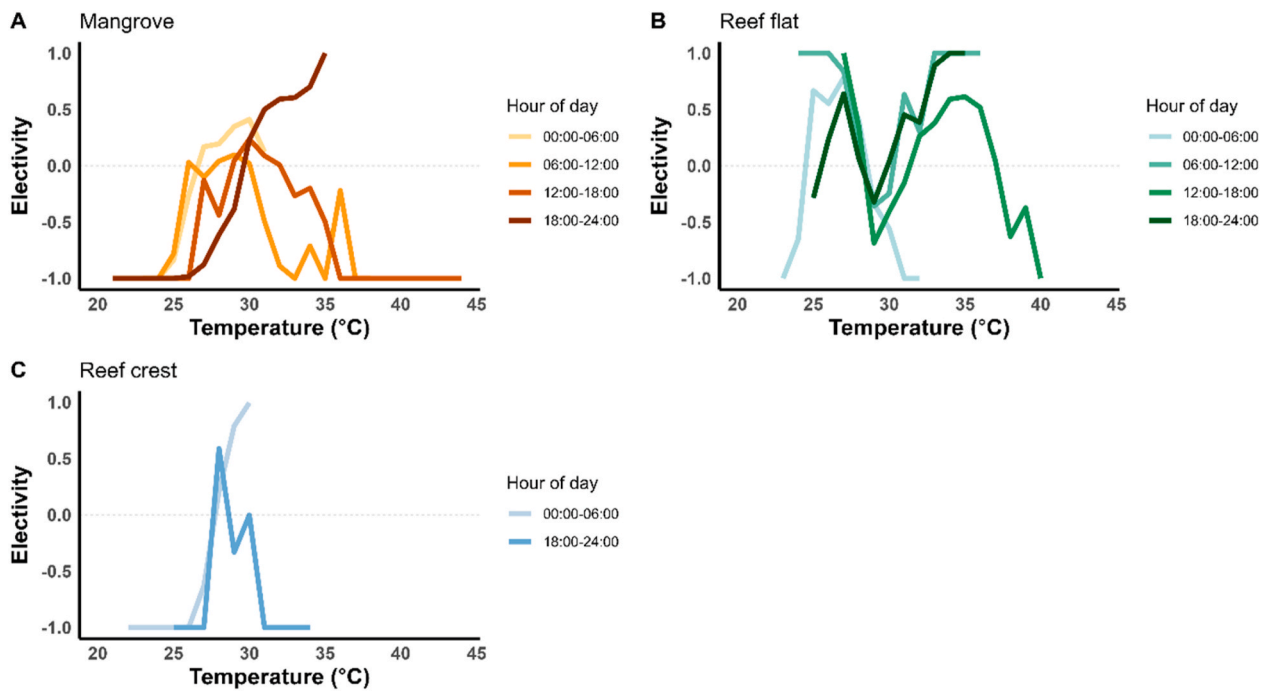 A Mangrove
1.0
0.5
0.0
-0.5
-1.0
Electivity
20 25 30 35 40 45
Temperature (°C)
Hour of day
00:00-06:00
06:00-12:00
12:00-18:00
18:00-24:00
B Reef flat
1.0
0.5
0.0
-0.5
-1.0
Electivity
20 25 30 35 40 45
Temperature (°C)
Hour of day
00:00-06:00
06:00-12:00
12:00-18:00
18:00-24:00
C Reef crest
1.0
0.5
0.0
-0.5
-1.0
Electivity
20 25 30 35 40 45
Temperature (°C)
Hour of day
00:00-06:00
18:00-24:00